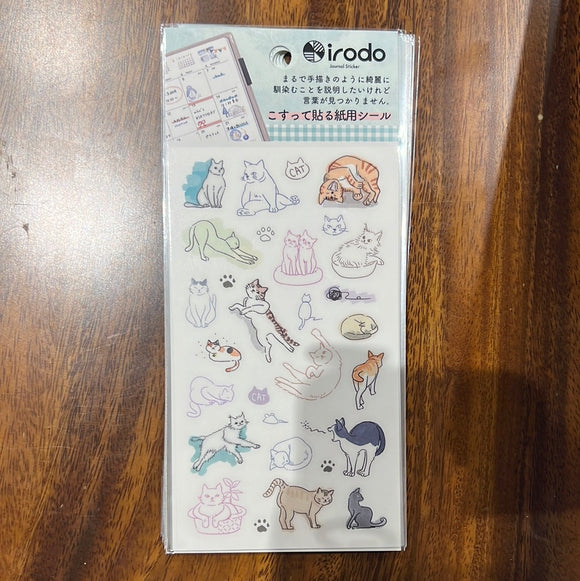 irodo
Journal Sticker
まるで手描きのように綺麗に
馴染むことを説明したいけれど
言葉が見つかりません。
こすって貼る紙用シール
CAT
CAT